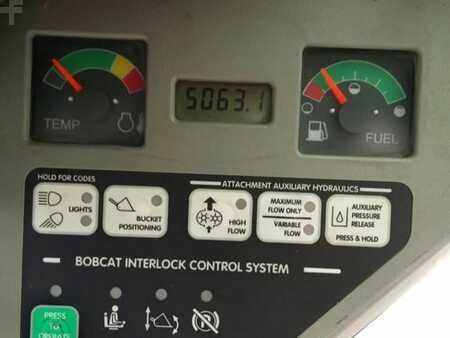 5063.1
TEMP
FUEL
HOLD FOR CODES
ATTACHMENT AUXILIARY HYDRAULICS
LIGHTS
BUCKET
POSITIONING
HIGH
FLOW
MAXIMUM
FLOW ONLY
VARIABLE
FLOW
AUXILIARY
PRESSURE
RELEASE
PRESS & HOLD
BOBCAT INTERLOCK CONTROL SYSTEM
PRESS
TO
OPERATE